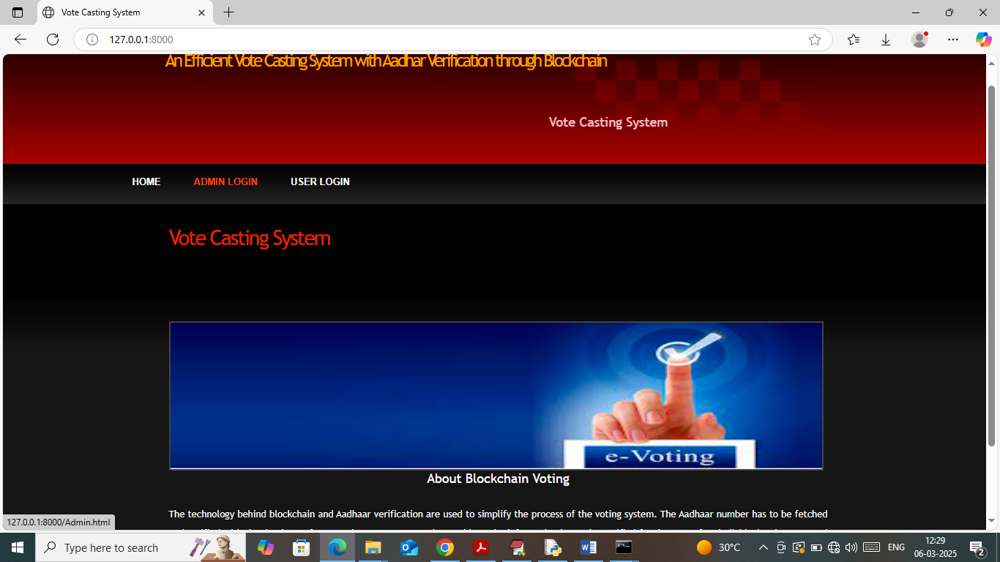 Vote Casting System
127.0.0.1:8000
An Efficient Vote Casting System with Aadhar Verification through Blockchain
Vote Casting System
HOME ADMIN LOGIN USER LOGIN
Vote Casting System
e-Voting
About Blockchain Voting
The technology behind blockchain and Aadhaar verification are used to simplify the process of the voting system. The Aadhaar number has to be fetched
127.0.0.1:8000/Admin.html
Type here to search
30°C
ENG
12:29
06-03-2025
2